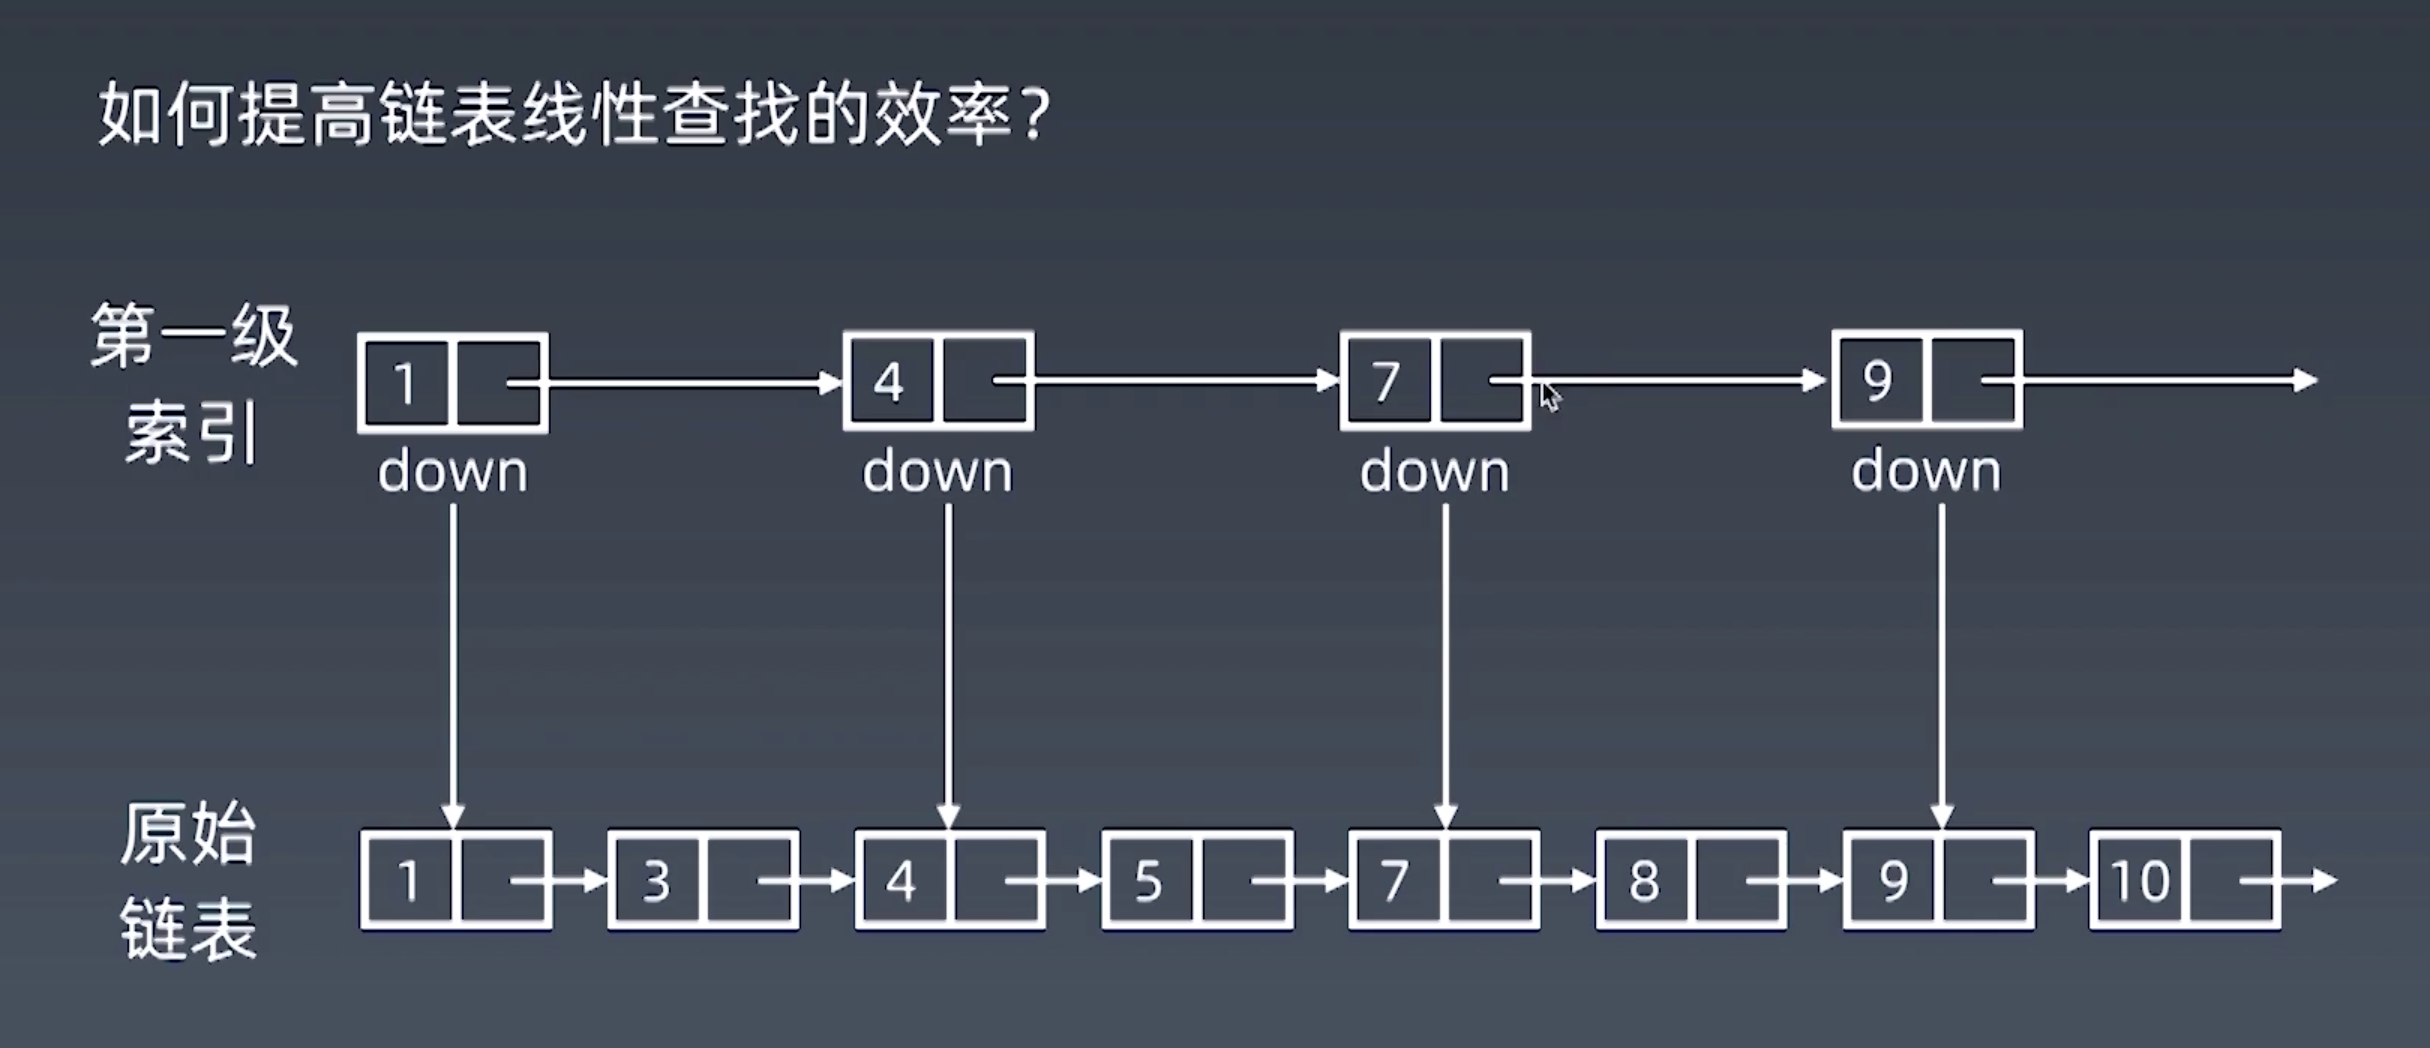 如何提高链表线性查找的效率?
第一级
索引
1 4 7 9
down down down down
原始
链表
1 3 4 5 7 8 9 10